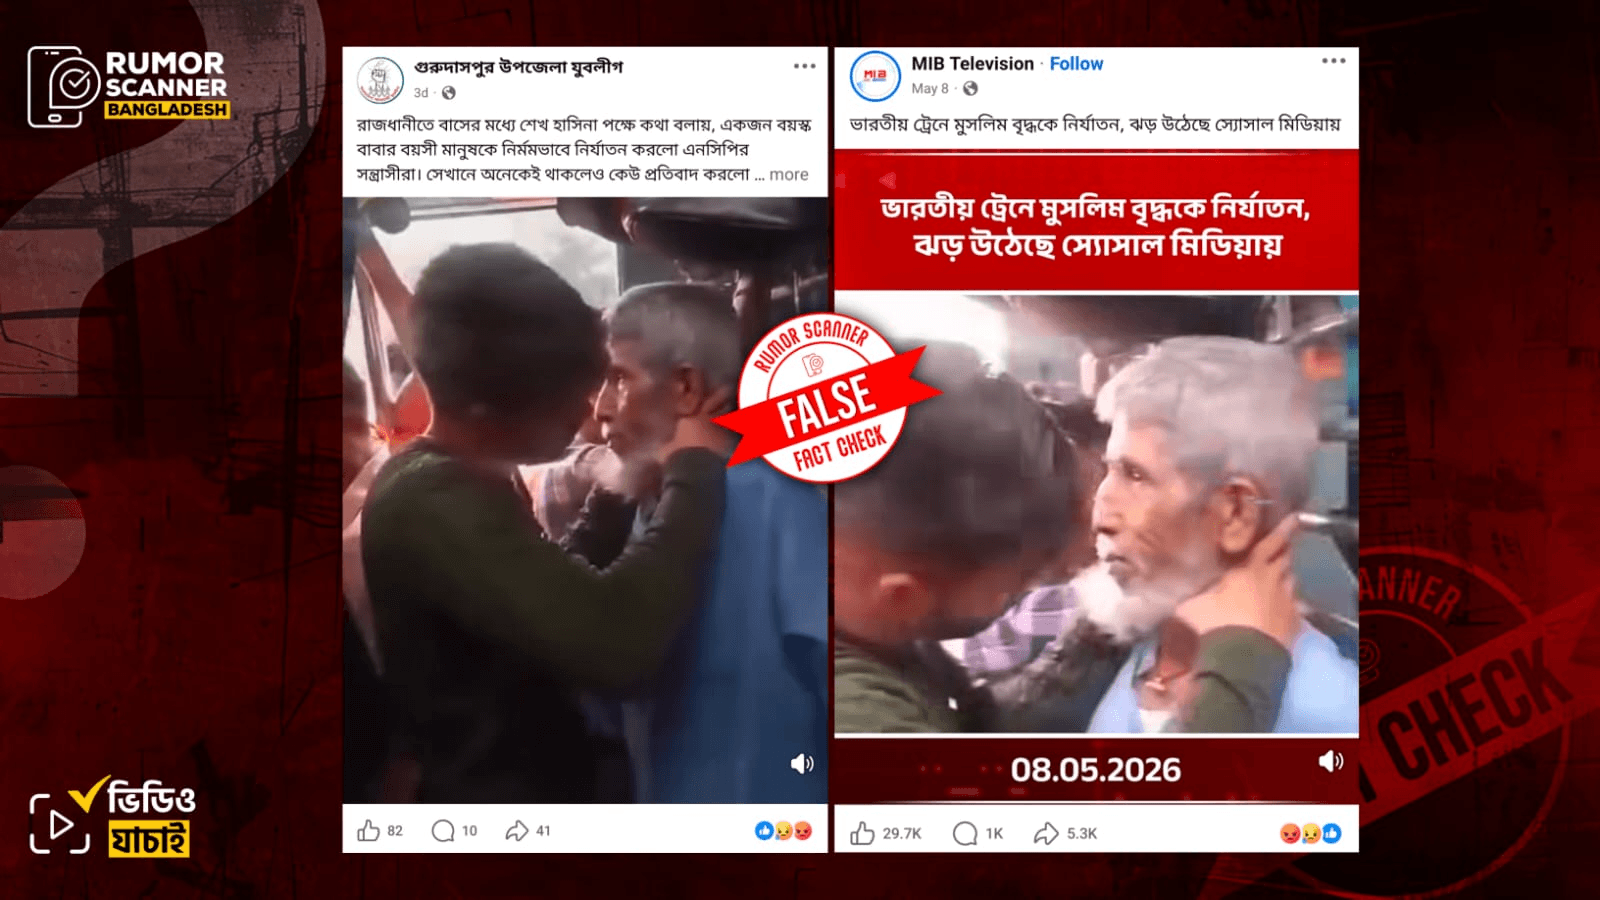 RUMOR
SCANNER
BANGLADESH
গুরুদাসপুর উপজেলা যুবলীগ
3d ·
রাজধানীতে বাসের মধ্যে শেখ হাসিনা পক্ষে কথা বলায়, একজন বয়স্ক
বাবার বয়সী মানুষকে নির্মমভাবে নির্যাতন করলো এনসিপির
সন্ত্রাসীরা। সেখানে অনেকেই থাকলেও কেউ প্রতিবাদ করলো ... more
82
10
41
MIB
MIB Television · Follow
May 8 ·
ভারতীয় ট্রেনে মুসলিম বৃদ্ধকে নির্যাতন, ঝড় উঠেছে স্যোসাল মিডিয়ায়
ভারতীয় ট্রেনে মুসলিম বৃদ্ধকে নির্যাতন,
ঝড় উঠেছে স্যোসাল মিডিয়ায়
08.05.2026
29.7K
1K
5.3K
RUMOR SCANNER
FALSE
FACT CHECK
ANNER
CHECK
ভিডিও
যাচাই